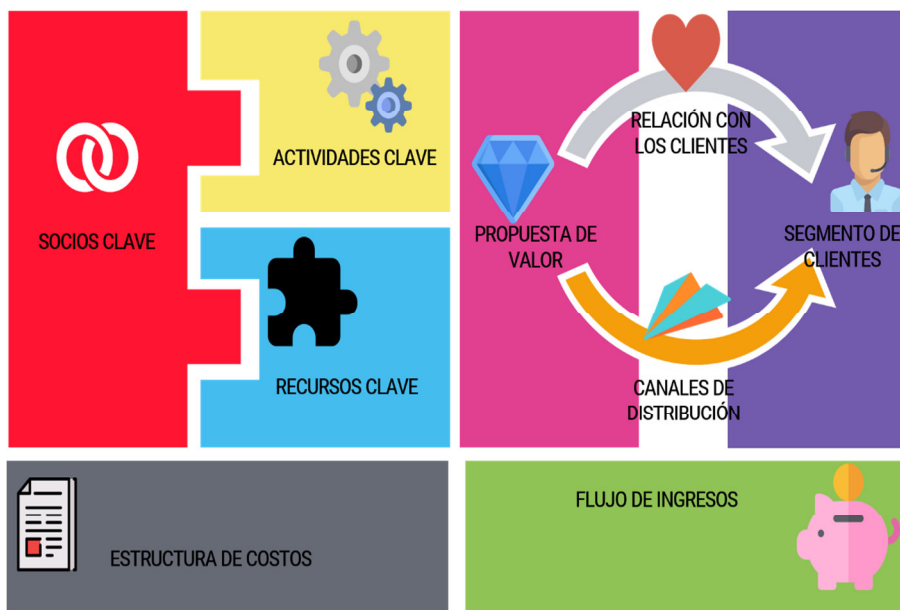 SOCIOS CLAVE
ACTIVIDADES CLAVE
RECURSOS CLAVE
PROPUESTA DE
VALOR
RELACIÓN CON
LOS CLIENTES
CANALES DE
DISTRIBUCIÓN
SEGMENTO DE
CLIENTES
ESTRUCTURA DE COSTOS
FLUJO DE INGRESOS